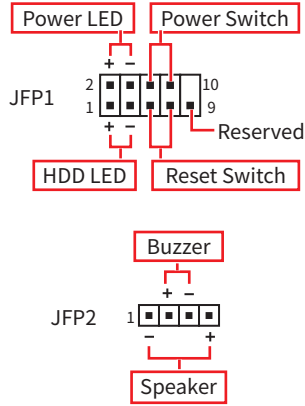 Power LED Power Switch
+ −
2 10
JFP1
1 9
+ −
Reserved
HDD LED Reset Switch
Buzzer
+ −
JFP2 1
− +
Speaker